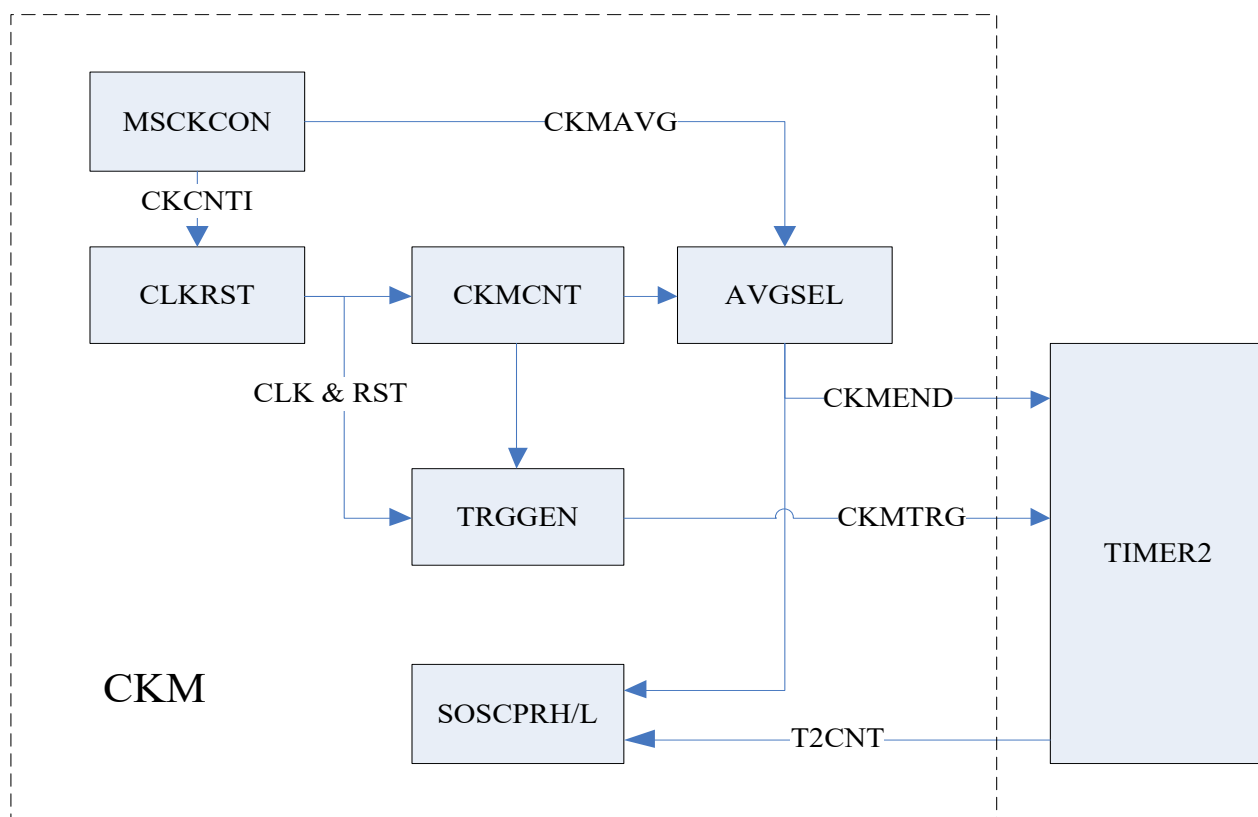 MSCKCON
CKMAVG
CKCNTI
CLKRST
CKMCNT
AVGSEL
CLK & RST
CKMEND
TRGGEN
CKMTRG
TIMER2
CKM
SOSCPRH/L
T2CNT